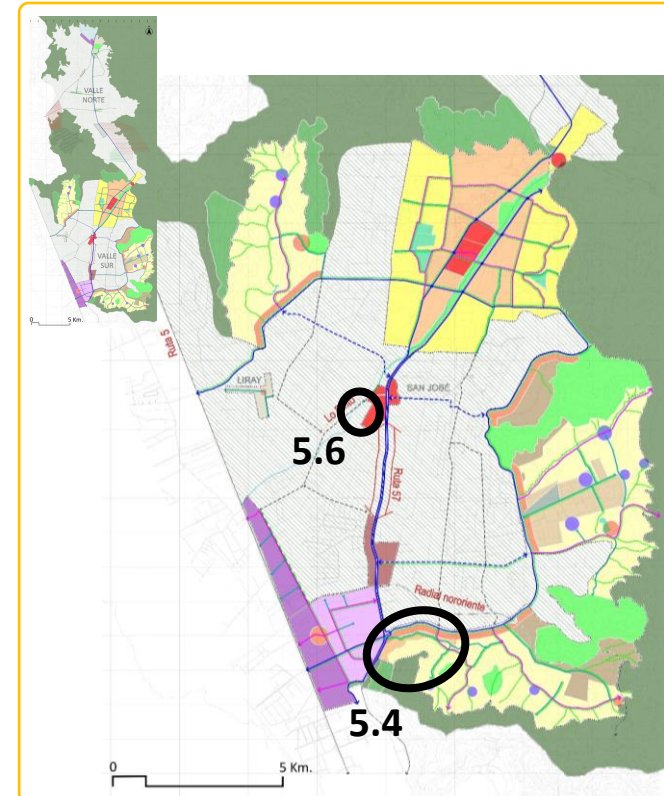 VALLE
NORTE
VALLE
SUR
0
5 Km.
Ruta 5
LIRAY
SAN JOSÉ
5.6
Ruta 57
Radial nororiente
5.4
0
5 Km.